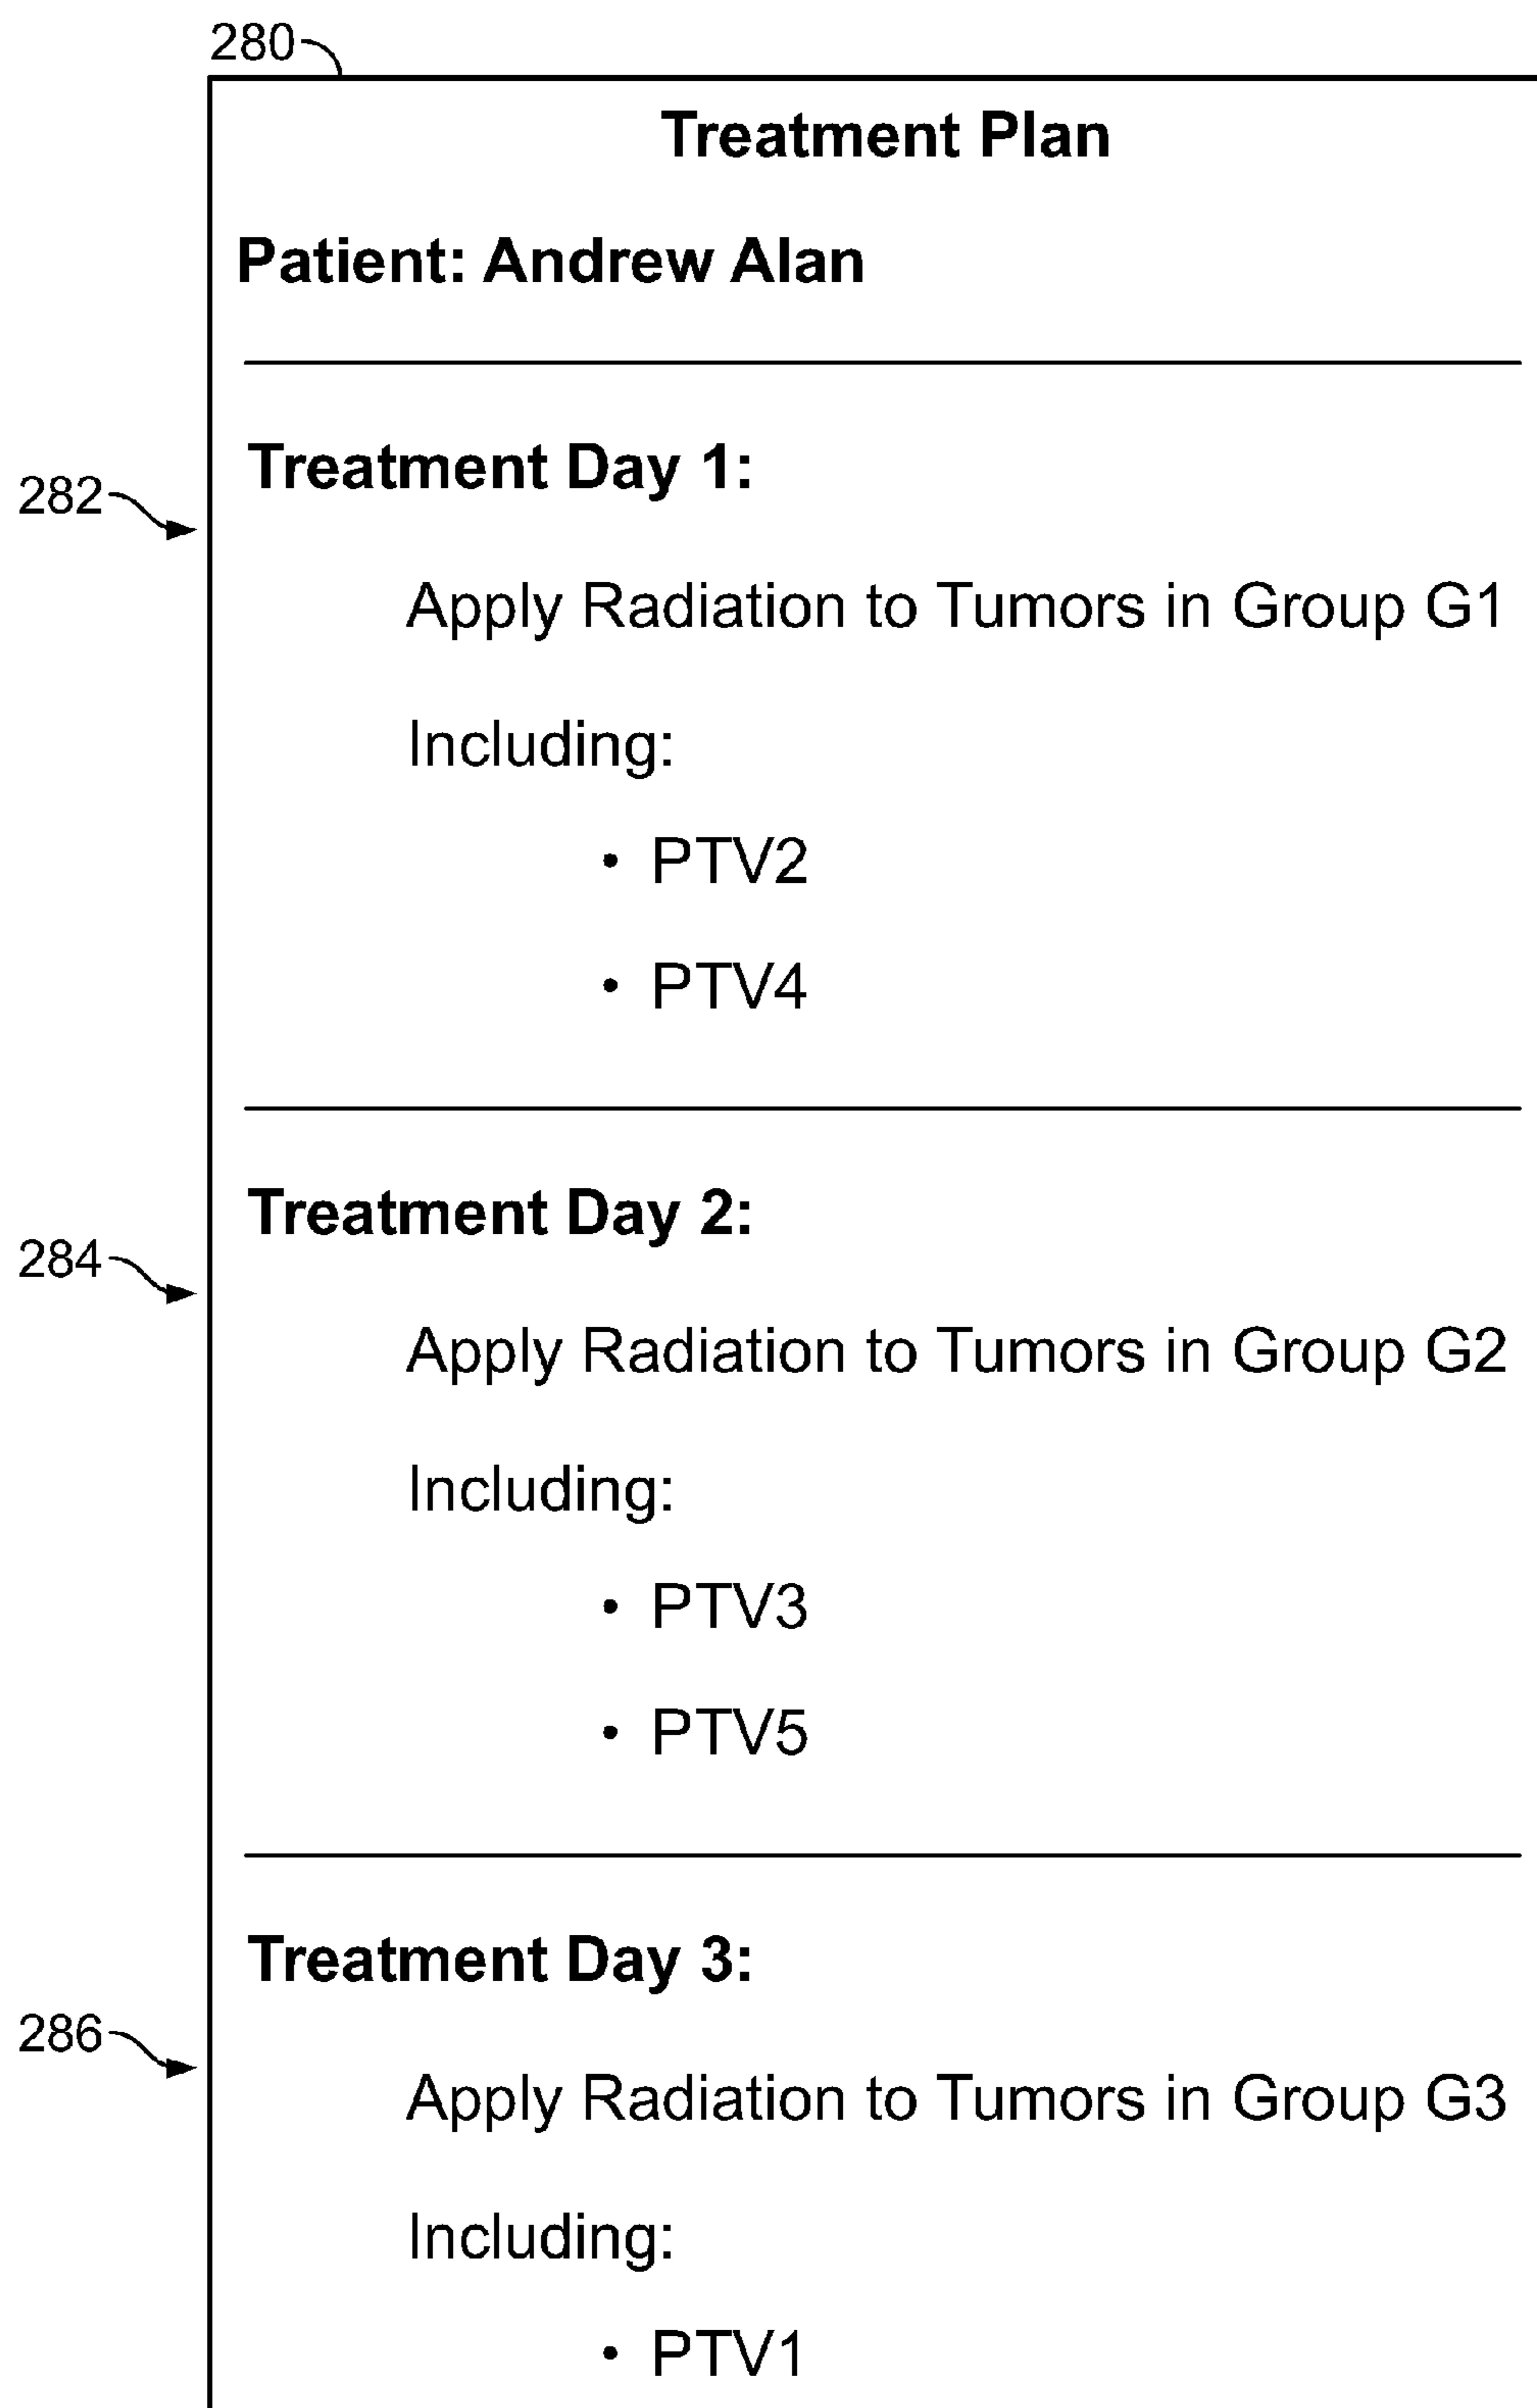 280
Treatment Plan
Patient: Andrew Alan
Treatment Day 1:
282
Apply Radiation to Tumors in Group G1
Including:
• PTV2
• PTV4
Treatment Day 2:
284
Apply Radiation to Tumors in Group G2
Including:
• PTV3
• PTV5
Treatment Day 3:
286
Apply Radiation to Tumors in Group G3
Including:
• PTV1